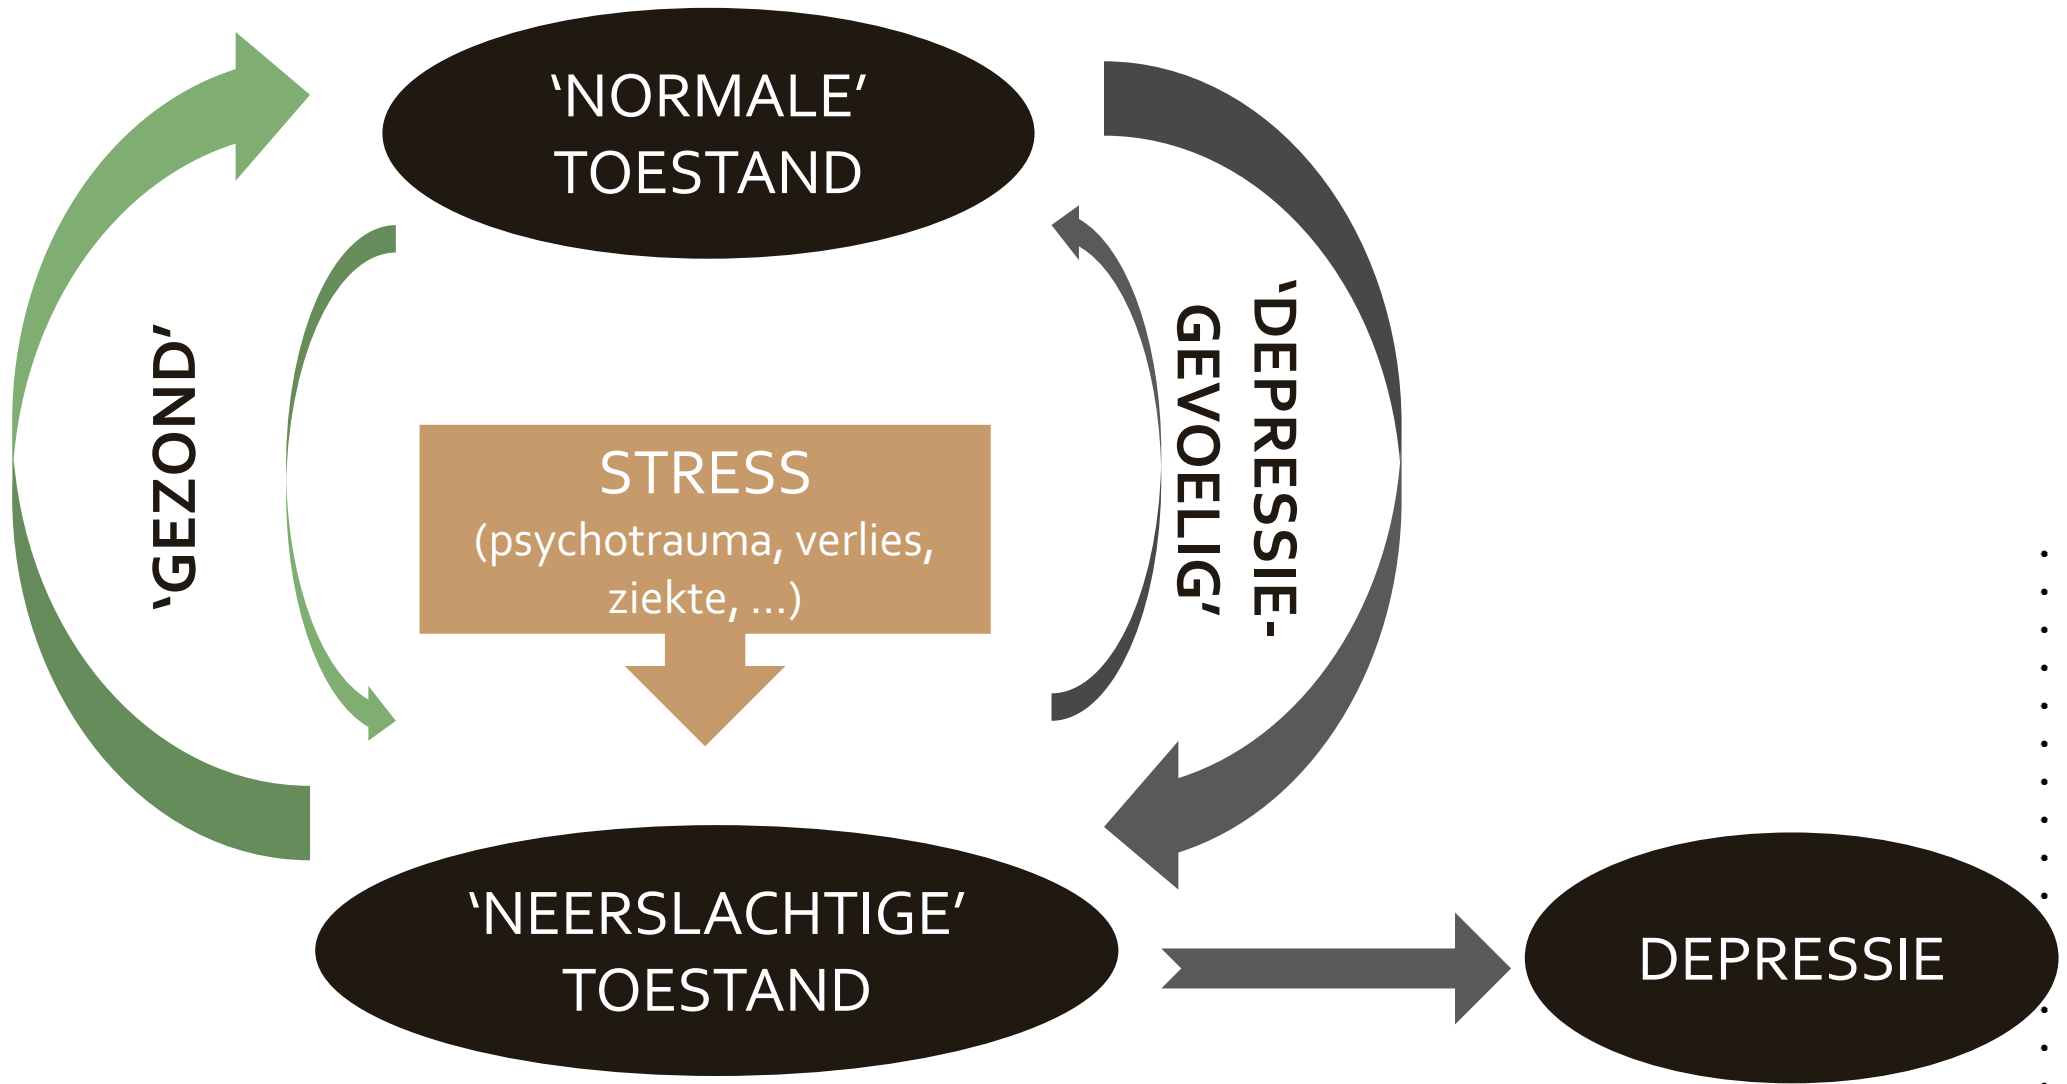 ‘NORMALE’
TOESTAND
‘GEZOND’
STRESS
(psychotrauma, verlies,
ziekte, ...)
‘DEPRESSIE-
GEVOELIG’
‘NEERSLACHTIGE’
TOESTAND
DEPRESSIE